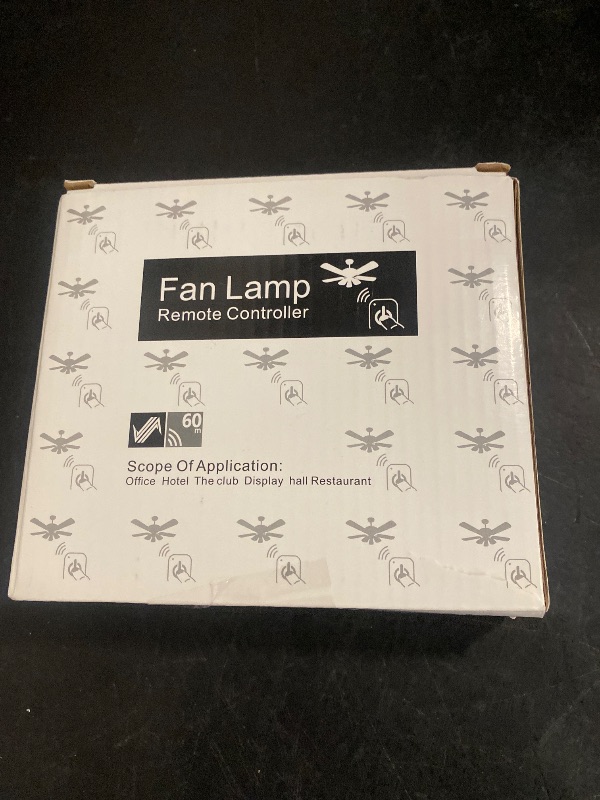 Fan Lamp
Remote Controller
60
m
Scope Of Application:
Office Hotel The club Display hall Restaurant